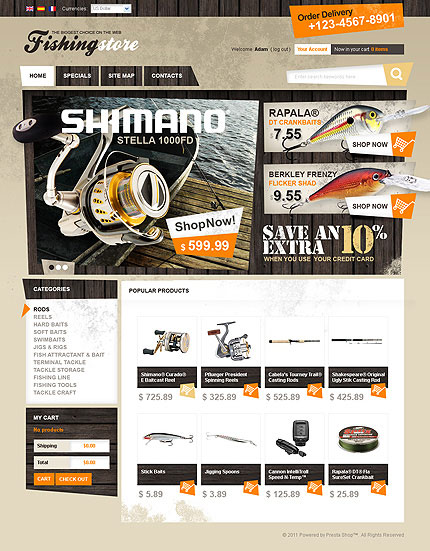 Currencies: US Dollar
Order Delivery
+123-4567-8901
THE BIGGEST CHOICE ON THE WEB
Fishingstore
Welcome Adam ( log out )
Your Account
Now in your cart 0 items
HOME
SPECIALS
SITE MAP
CONTACTS
Enter search keywords here
SHIMANO
STELLA 1000FD
ShopNow!
$ 599.99
RAPALA®
DT CRANKBAITS
$ 7.55
SHOP NOW
BERKLEY FRENZY
FLICKER SHAD
$ 9.55
SHOP NOW
SAVE AN
EXTRA 10%
WHEN YOU USE YOUR CREDIT CARD
CATEGORIES
RODS
REELS
HARD BAITS
SOFT BAITS
SWIMBAITS
JIGS & RIGS
FISH ATTRACTANT & BAIT
TERMINAL TACKLE
TACKLE STORAGE
FISHING LINE
FISHING TOOLS
TACKLE CRAFT
MY CART
No products
Shipping $0.00
Total $0.00
CART
CHECK OUT
POPULAR PRODUCTS
Shimano® Curado®
E Baitcast Reel
$ 725.89
Pflueger President
Spinning Reels
$ 325.89
Cabela's Tourney Trail®
Casting Rods
$ 525.89
Shakespeare® Original
Ugly Stik Casting Rod
$ 425.89
Stick Baits
$ 5.89
Jigging Spoons
$ 3.89
Cannon IntelliTroll
Speed N Temp™
$ 125.89
Rapala® DT® Fla
SureSet Crankbait
$ 25.89
© 2011 Powered by Presta Shop™. All Rights Reserved